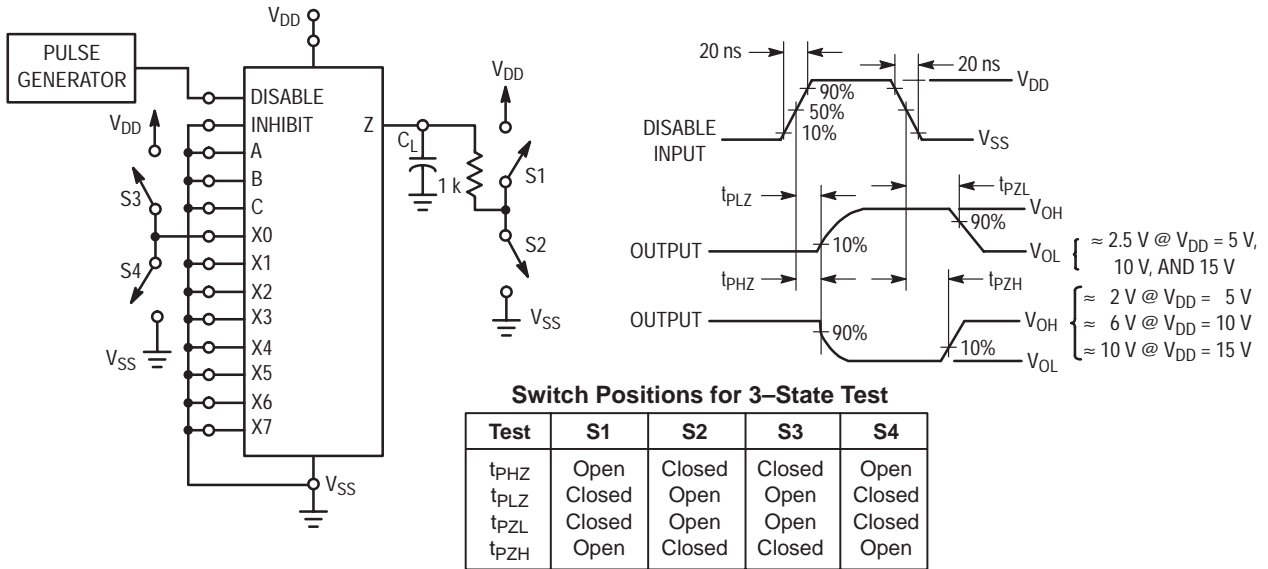 PULSE
GENERATOR
VDD
VDD
DISABLE
INHIBIT
A
B
C
X0
X1
X2
X3
X4
X5
X6
X7
Z
S3
S4
VSS
VSS
CL
1 k
VDD
S1
S2
VSS
20 ns
20 ns
VDD
90%
50%
10%
DISABLE
INPUT
VSS
tPLZ
tPZL
VOH
90%
OUTPUT
10%
VOL
≈ 2.5 V @ VDD = 5 V,
10 V, AND 15 V
tPHZ
tPZH
OUTPUT
90%
10%
VOH
VOL
≈ 2 V @ VDD = 5 V
≈ 6 V @ VDD = 10 V
≈ 10 V @ VDD = 15 V
Switch Positions for 3–State Test
Test S1 S2 S3 S4
tPHZ Open Closed Closed Open
tPLZ Closed Open Open Closed
tPZL Closed Open Open Closed
tPZH Open Closed Closed Open